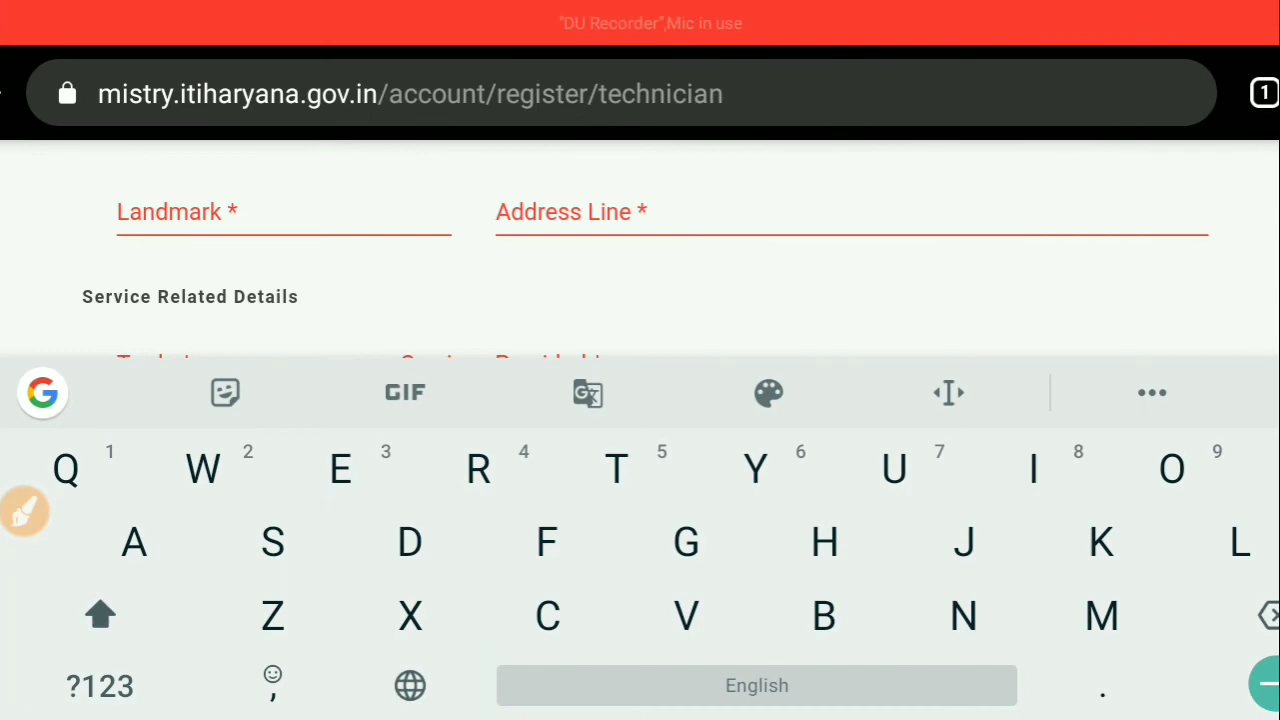 "DU Recorder",Mic in use
mistry.itiharyana.gov.in/account/register/technician
1
Landmark *
Address Line *
Service Related Details
GIF
Q 1 W 2 E 3 R 4 T 5 Y 6 U 7 I 8 O 9
A S D F G H J K L
Z X C V B N M
?123 , English .